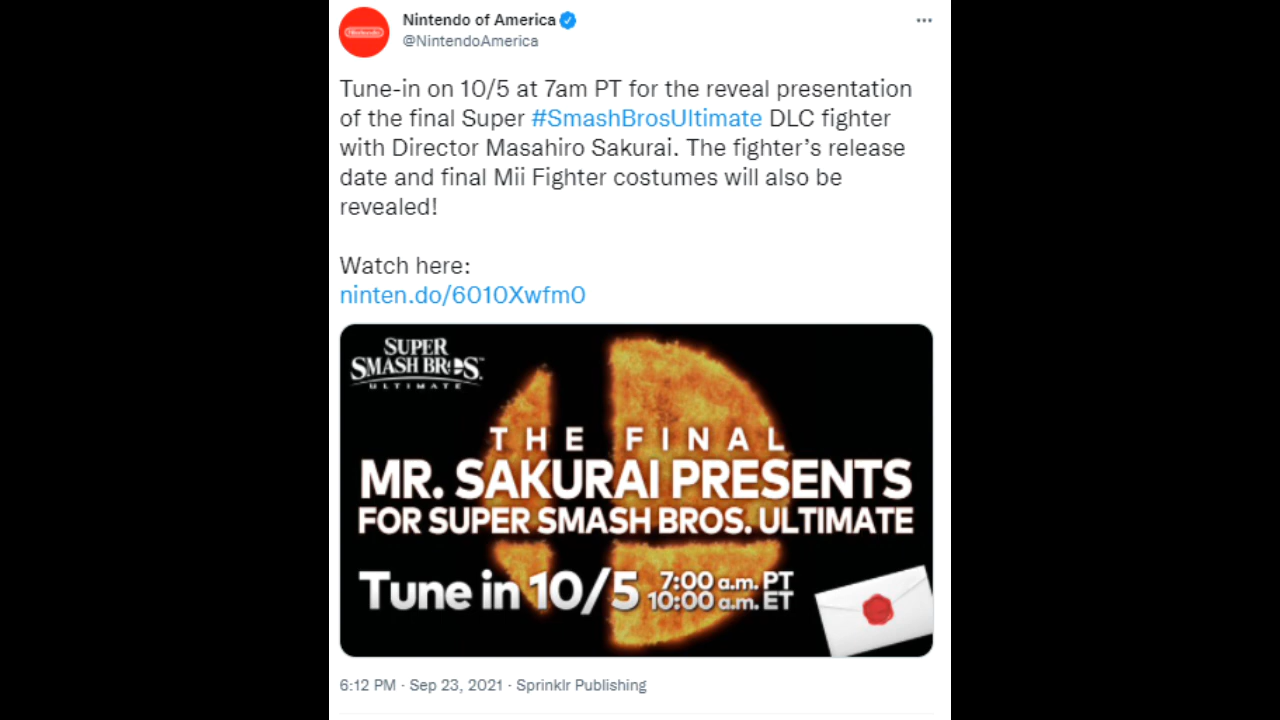 Nintendo of America
@NintendoAmerica
Tune-in on 10/5 at 7am PT for the reveal presentation
of the final Super #SmashBrosUltimate DLC fighter
with Director Masahiro Sakurai. The fighter’s release
date and final Mii Fighter costumes will also be
revealed!
Watch here:
ninten.do/6010Xwfm0
SUPER
SMASH BROS.
ULTIMATE
THE FINAL
MR. SAKURAI PRESENTS
FOR SUPER SMASH BROS. ULTIMATE
Tune in 10/5 7:00 a.m. PT
10:00 a.m. ET
6:12 PM · Sep 23, 2021 · Sprinklr Publishing